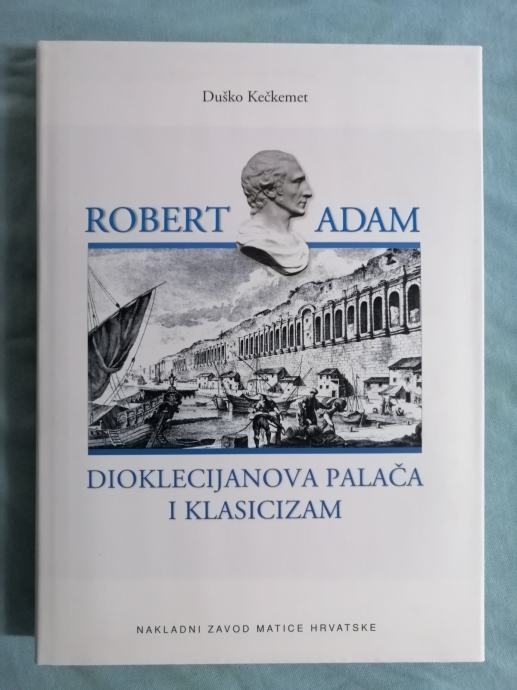 Duško Kečkemet
ROBERT ADAM
DIOKLECIJANOVA PALAČA
I KLASICIZAM
NAKLADNI ZAVOD MATICE HRVATSKE